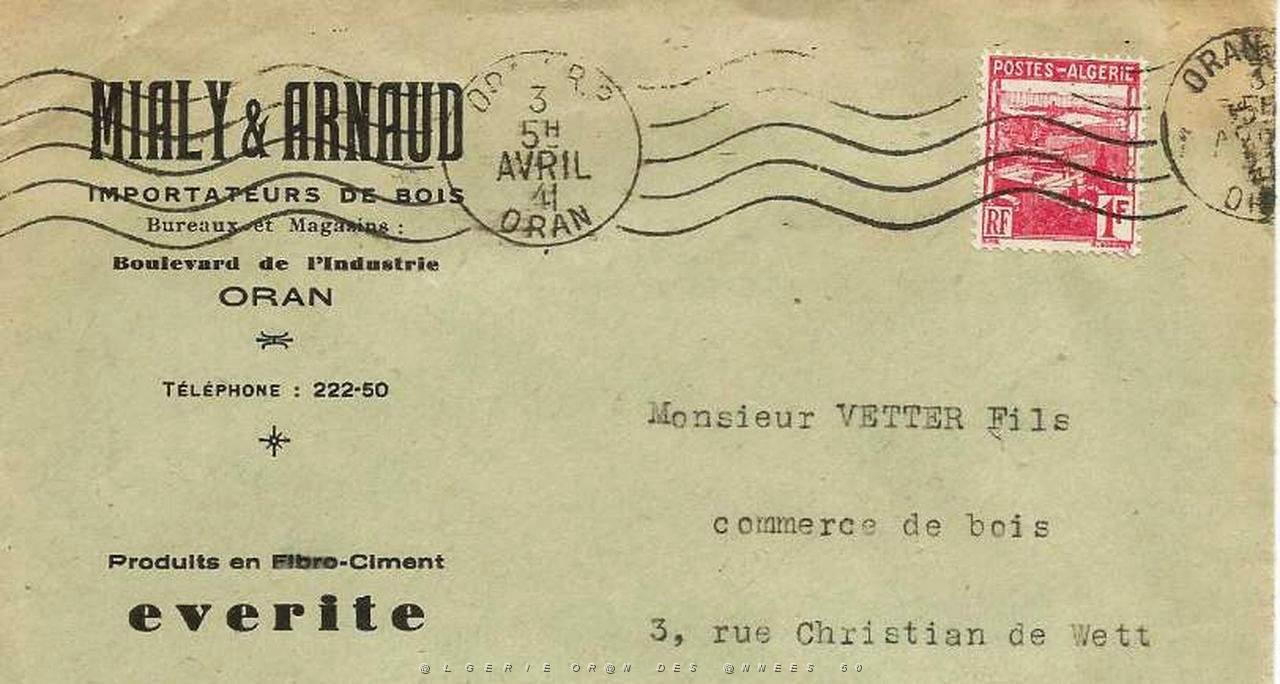 MIALY & ARNAUD
IMPORTATEURS DE BOIS
Bureaux et Magasins :
Boulevard de l'Industrie
ORAN
TÉLÉPHONE : 222-50
Produits en Fibro-Ciment
everite
3
5H
AVRIL
41
ORAN
POSTES-ALGERIE
RF
1F
ORAN
3
Monsieur VETTER Fils
commerce de bois
3, rue Christian de Wett
@LGERIE OR@N DES @NNEES 50